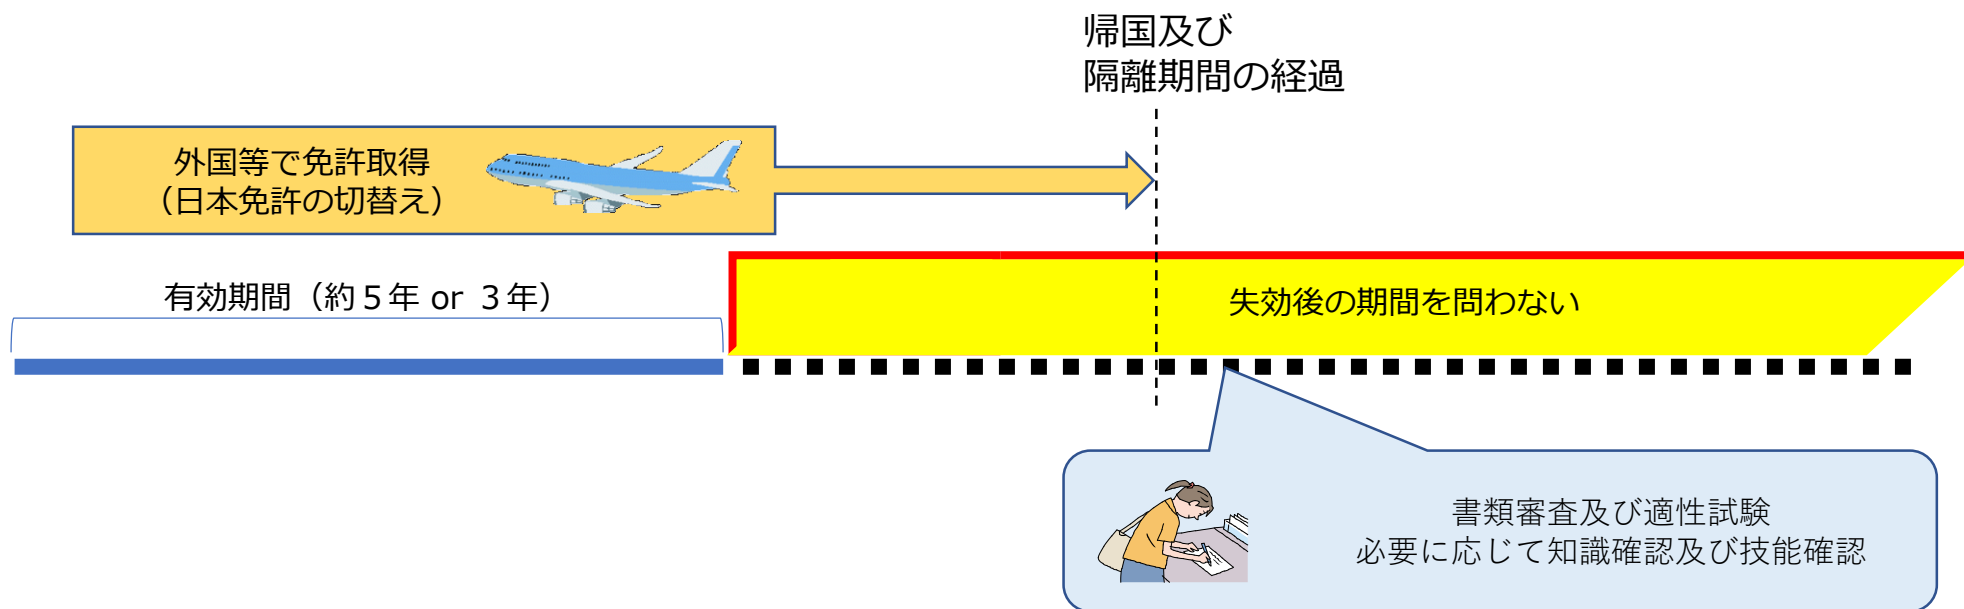 帰国及び
隔離期間の経過
外国等で免許取得
（日本免許の切替え）
有効期間（約５年 or ３年）
失効後の期間を問わない
書類審査及び適性試験
必要に応じて知識確認及び技能確認